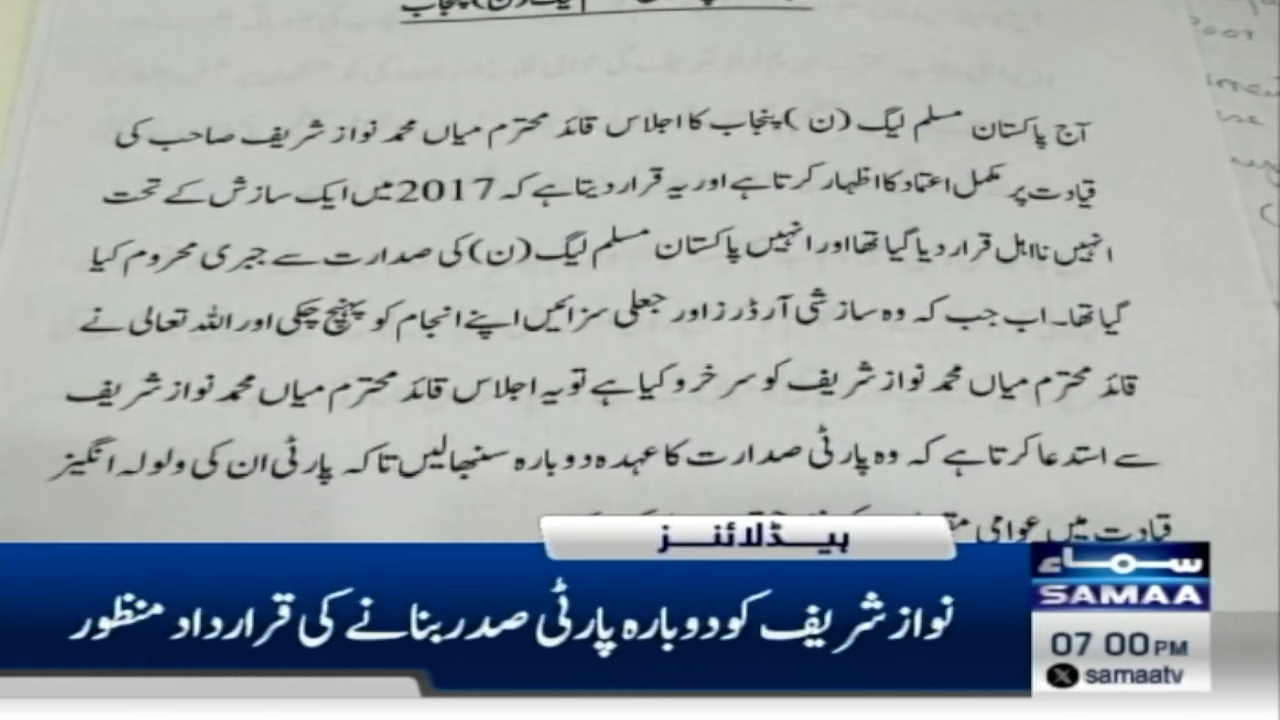 آج پاکستان مسلم لیگ (ن) پنجاب کا اجلاس قائد محترم میاں محمد نواز شریف صاحب کی
قیادت پر مکمل اعتماد کا اظہار کرتا ہے اور یہ قرار دیتا ہے کہ 2017 میں ایک سازش کے تحت
انہیں نااہل قرار دیا گیا تھا اور انہیں پاکستان مسلم لیگ (ن) کی صدارت سے جبری محروم کیا
گیا تھا۔ اب جب کہ وہ سازشی آرڈرز اور جعلی سزائیں اپنے انجام کو پہنچ چکی اور اللہ تعالی نے
قائد محترم میاں محمد نواز شریف کو سرخرو کیا ہے تو یہ اجلاس قائد محترم میاں محمد نواز شریف
سے استدعا کرتا ہے کہ وہ پارٹی صدارت کا عہدہ دوبارہ سنبھالیں تاکہ پارٹی ان کی ولولہ انگیز
قیادت میں عوامی
ہیڈلائنز
نواز شریف کو دوبارہ پارٹی صدر بنانے کی قرارداد منظور
سماء
SAMAA
07 00 PM
X samaatv